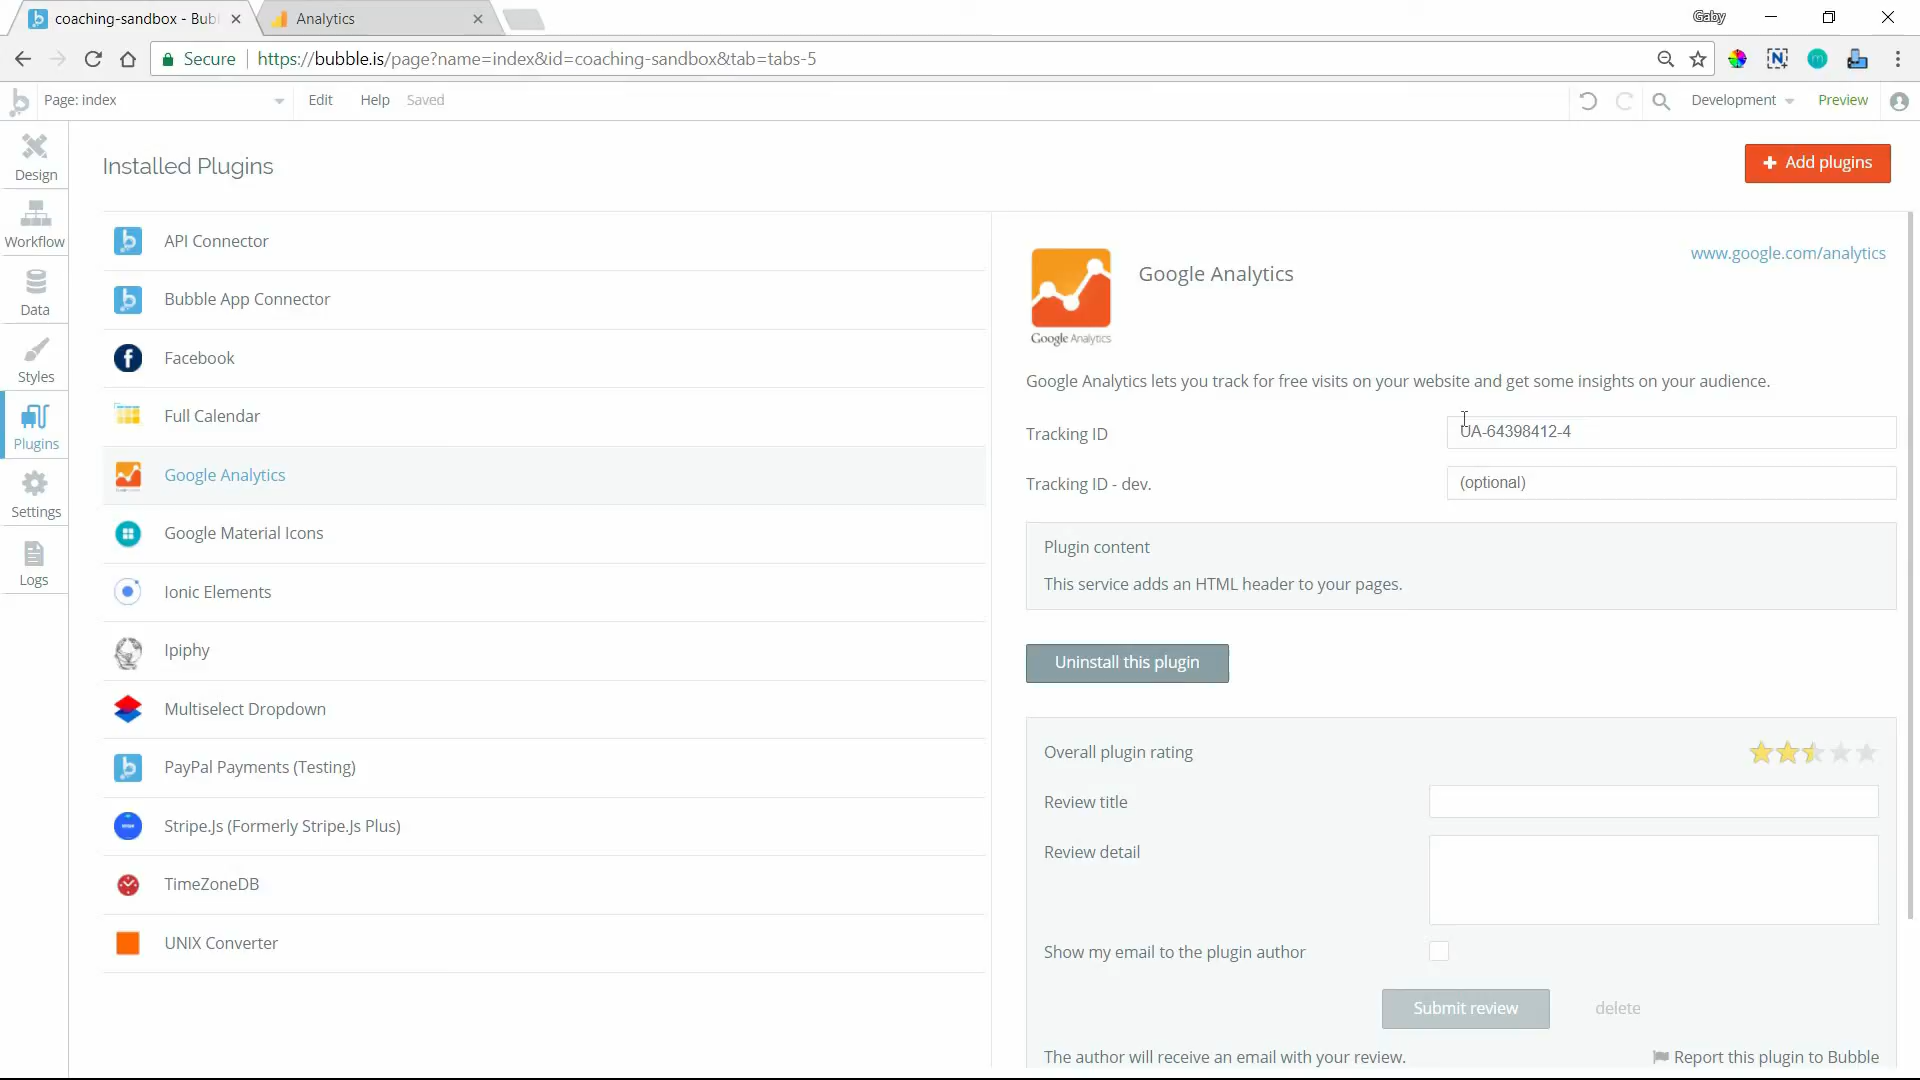 coaching-sandbox - Bub
Analytics
Gaby
Secure
https://bubble.is/page?name=index&id=coaching-sandbox&tab=tabs-5
Page: index
Edit
Help
Saved
Development
Preview
Design
Workflow
Data
Styles
Plugins
Settings
Logs
Installed Plugins
Add plugins
API Connector
Bubble App Connector
Facebook
Full Calendar
Google Analytics
Google Material Icons
Ionic Elements
Ipiphy
Multiselect Dropdown
PayPal Payments (Testing)
Stripe.Js (Formerly Stripe.Js Plus)
TimeZoneDB
UNIX Converter
Google Analytics
Google Analytics
www.google.com/analytics
Google Analytics lets you track for free visits on your website and get some insights on your audience.
Tracking ID
UA-64398412-4
Tracking ID - dev.
(optional)
Plugin content
This service adds an HTML header to your pages.
Uninstall this plugin
Overall plugin rating
Review title
Review detail
Show my email to the plugin author
Submit review
delete
The author will receive an email with your review.
Report this plugin to Bubble